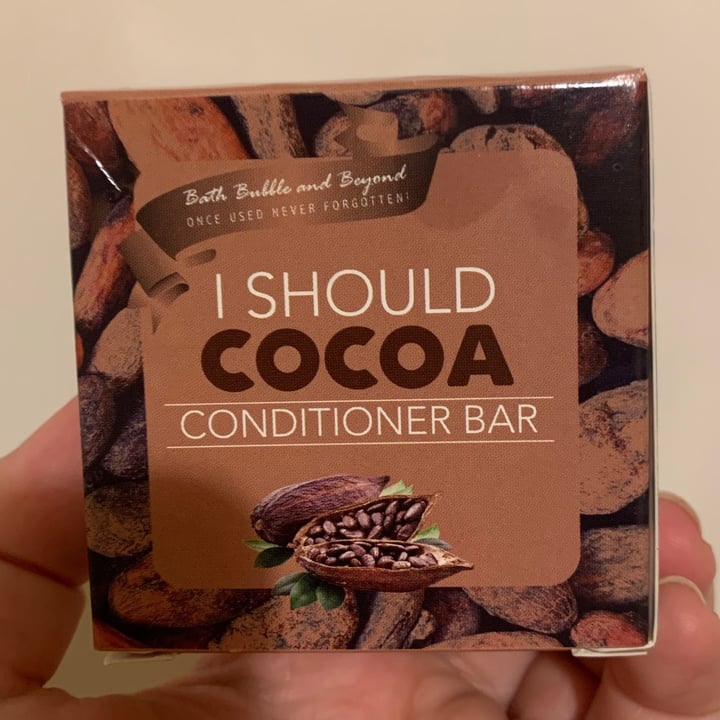 Bath Bubble and Beyond
ONCE USED NEVER FORGOTTEN!
I SHOULD
COCOA
CONDITIONER BAR